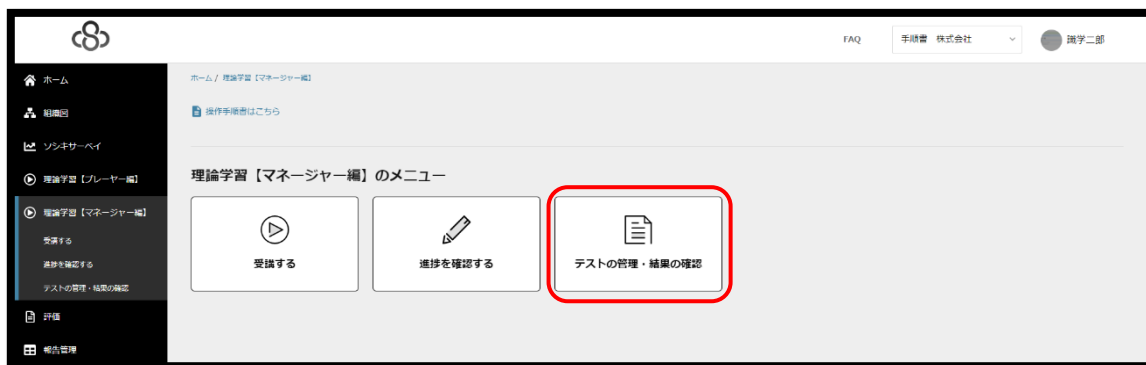 FAQ
手順書 株式会社
識学二郎
ホーム
組織図
ソシキサーベイ
理論学習【プレーヤー編】
理論学習【マネージャー編】
受講する
進捗を確認する
テストの管理・結果の確認
評価
報告管理
ホーム / 理論学習【マネージャー編】
操作手順書はこちら
理論学習【マネージャー編】のメニュー
受講する
進捗を確認する
テストの管理・結果の確認